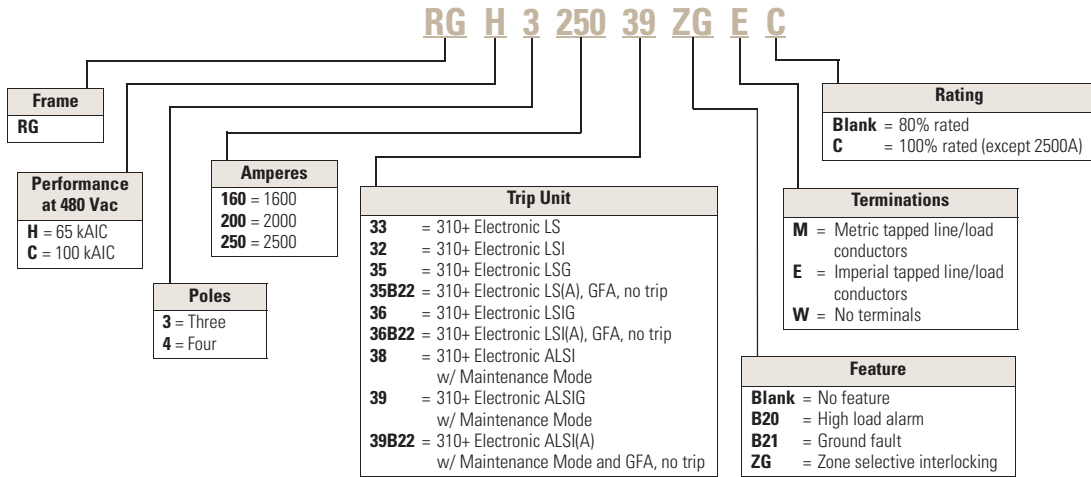 RG H 3 250 39 ZG E C
Frame
RG
Performance
at 480 Vac
H = 65 kAIC
C = 100 kAIC
Poles
3 = Three
4 = Four
Amperes
160 = 1600
200 = 2000
250 = 2500
Trip Unit
33 = 310+ Electronic LS
32 = 310+ Electronic LSI
35 = 310+ Electronic LSG
35B22 = 310+ Electronic LS(A), GFA, no trip
36 = 310+ Electronic LSIG
36B22 = 310+ Electronic LSI(A), GFA, no trip
38 = 310+ Electronic ALSI
w/ Maintenance Mode
39 = 310+ Electronic ALSIG
w/ Maintenance Mode
39B22 = 310+ Electronic ALSI(A)
w/ Maintenance Mode and GFA, no trip
Feature
Blank = No feature
B20 = High load alarm
B21 = Ground fault
ZG = Zone selective interlocking
Terminations
M = Metric tapped line/load
conductors
E = Imperial tapped line/load
conductors
W = No terminals
Rating
Blank = 80% rated
C = 100% rated (except 2500A)